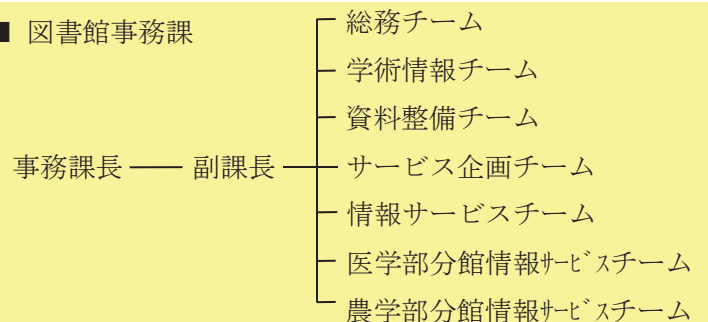 ■ 図書館事務課
総務チーム
学術情報チーム
資料整備チーム
事務課長 副課長 サービス企画チーム
情報サービスチーム
医学部分館情報ｻｰﾋﾞｽチーム
農学部分館情報ｻｰﾋﾞｽチーム